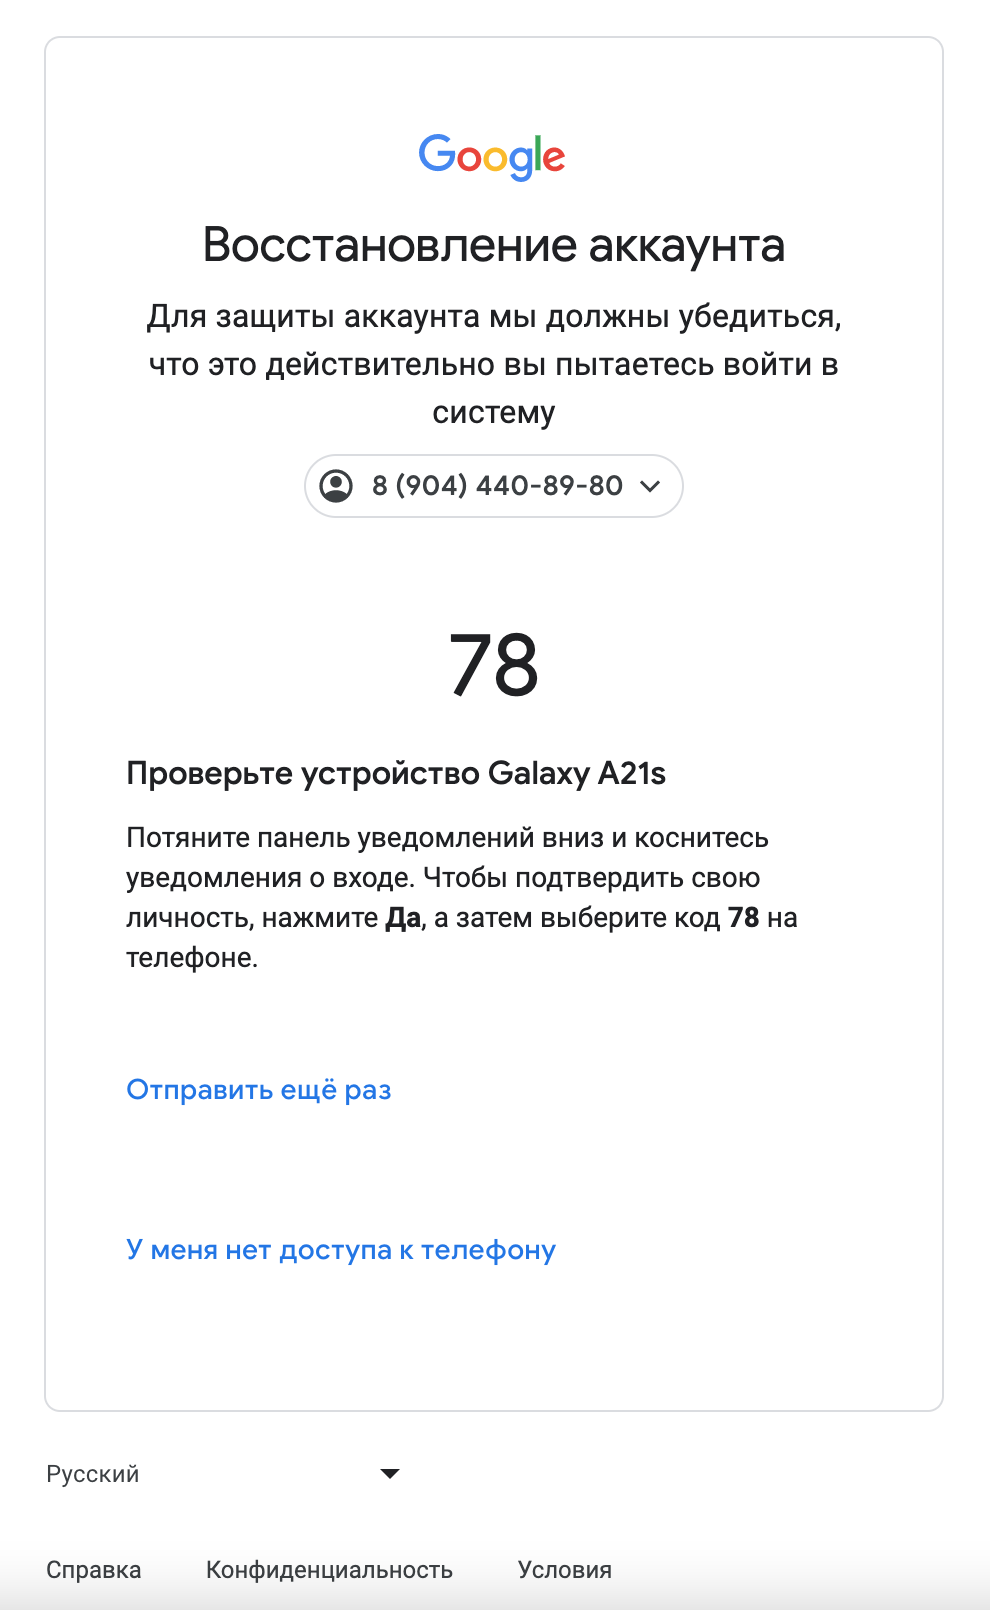 Google
Восстановление аккаунта
Для защиты аккаунта мы должны убедиться,
что это действительно вы пытаетесь войти в
систему
8 (904) 440-89-80
78
Проверьте устройство Galaxy A21s
Потяните панель уведомлений вниз и коснитесь
уведомления о входе. Чтобы подтвердить свою
личность, нажмите Да, а затем выберите код 78 на
телефоне.
Отправить ещё раз
У меня нет доступа к телефону
Русский
Справка Конфиденциальность Условия